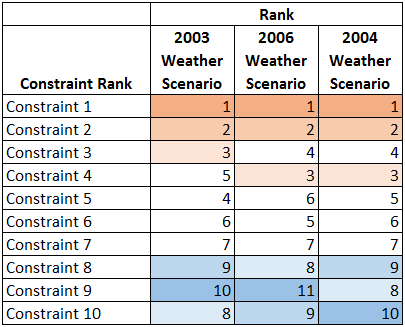 Rank
Constraint Rank 2003 Weather Scenario 2006 Weather Scenario 2004 Weather Scenario
Constraint 1 1 1 1
Constraint 2 2 2 2
Constraint 3 3 4 4
Constraint 4 5 3 3
Constraint 5 4 6 5
Constraint 6 6 5 6
Constraint 7 7 7 7
Constraint 8 9 8 9
Constraint 9 10 11 8
Constraint 10 8 9 10